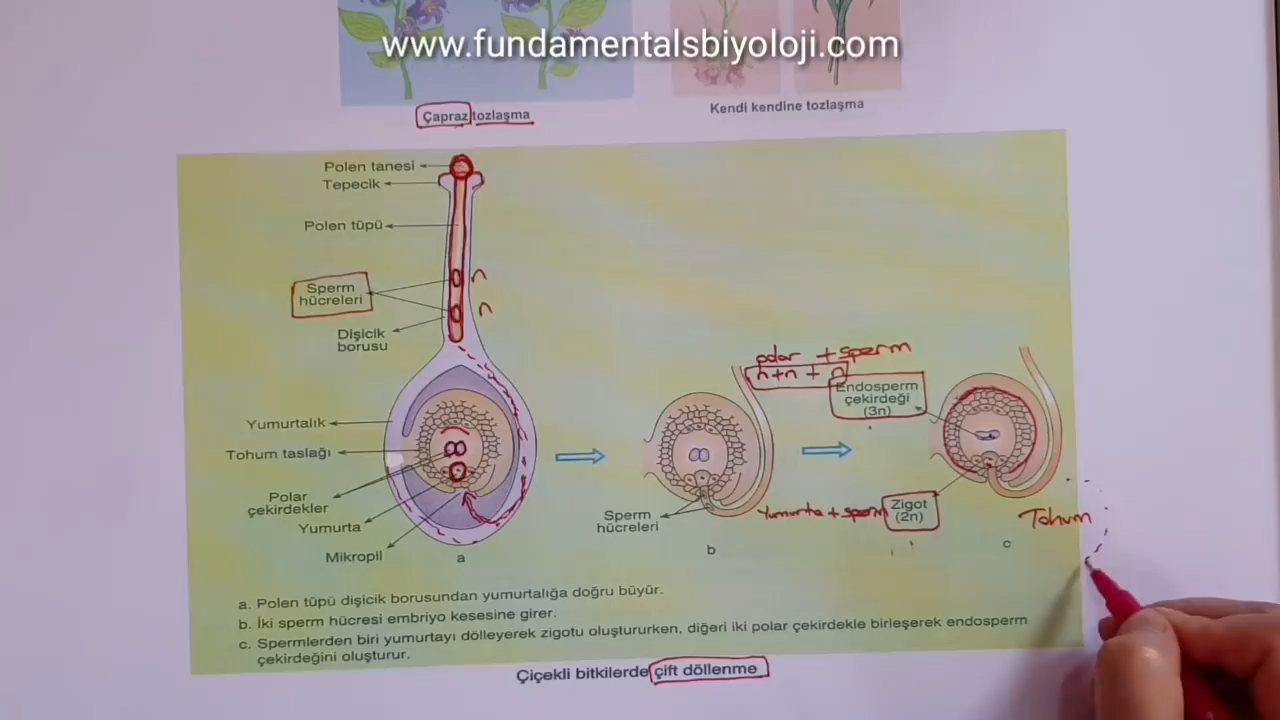 www.fundamentalsbiyoloji.com
Çapraz tozlaşma
Kendi kendine tozlaşma
Polen tanesi
Tepecik
Polen tüpü
Sperm
hücreleri
n
n
Dişicik
borusu
Yumurtalık
Tohum taslağı
Polar
çekirdekler
Yumurta
Mikropil
a
Sperm
hücreleri
b
polar + sperm
n+n + n
Endosperm
çekirdeği
(3n)
Yumurta + sperm
Zigot
(2n)
Tohum
c
a. Polen tüpü dişicik borusundan yumurtalığa doğru büyür.
b. İki sperm hücresi embriyo kesesine girer.
c. Spermlerden biri yumurtayı dölleyerek zigotu oluştururken, diğeri iki polar çekirdekle birleşerek endosperm
çekirdeğini oluşturur.
Çiçekli bitkilerde çift döllenme